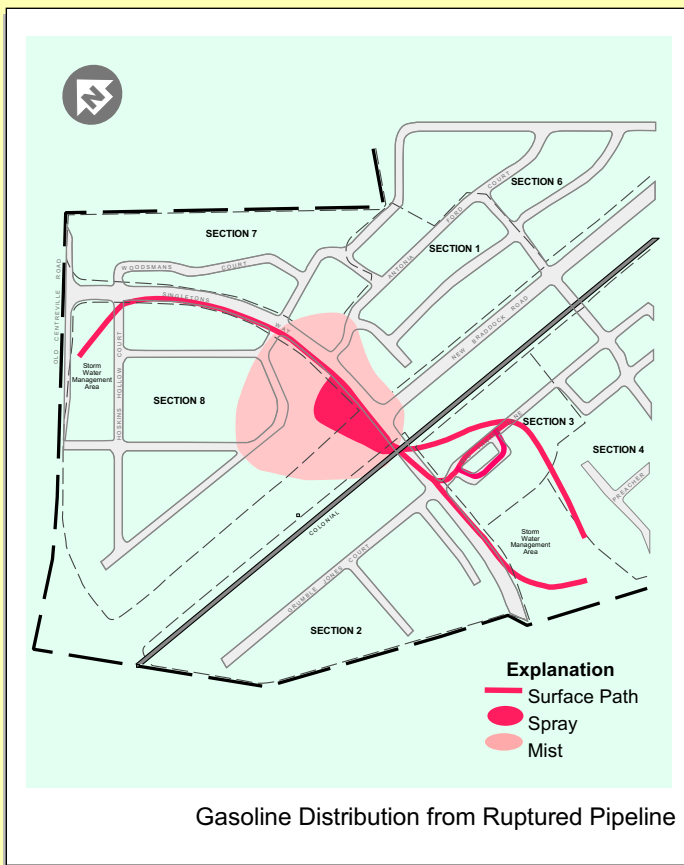 N
SECTION 6
SECTION 7
SECTION 1
ANTONIA FORD COURT
WOODSMANS COURT
OLD CENTREVILLE ROAD
SINGLETONS WAY
NEW BRADDOCK ROAD
Storm
Water
Management
Area
HOSKINS HOLLOW COURT
SECTION 8
SECTION 3
SECTION 4
PREACHER
COLONIAL
Storm
Water
Management
Area
GRUMBLE JONES COURT
SECTION 2
Explanation
Surface Path
Spray
Mist
Gasoline Distribution from Ruptured Pipeline